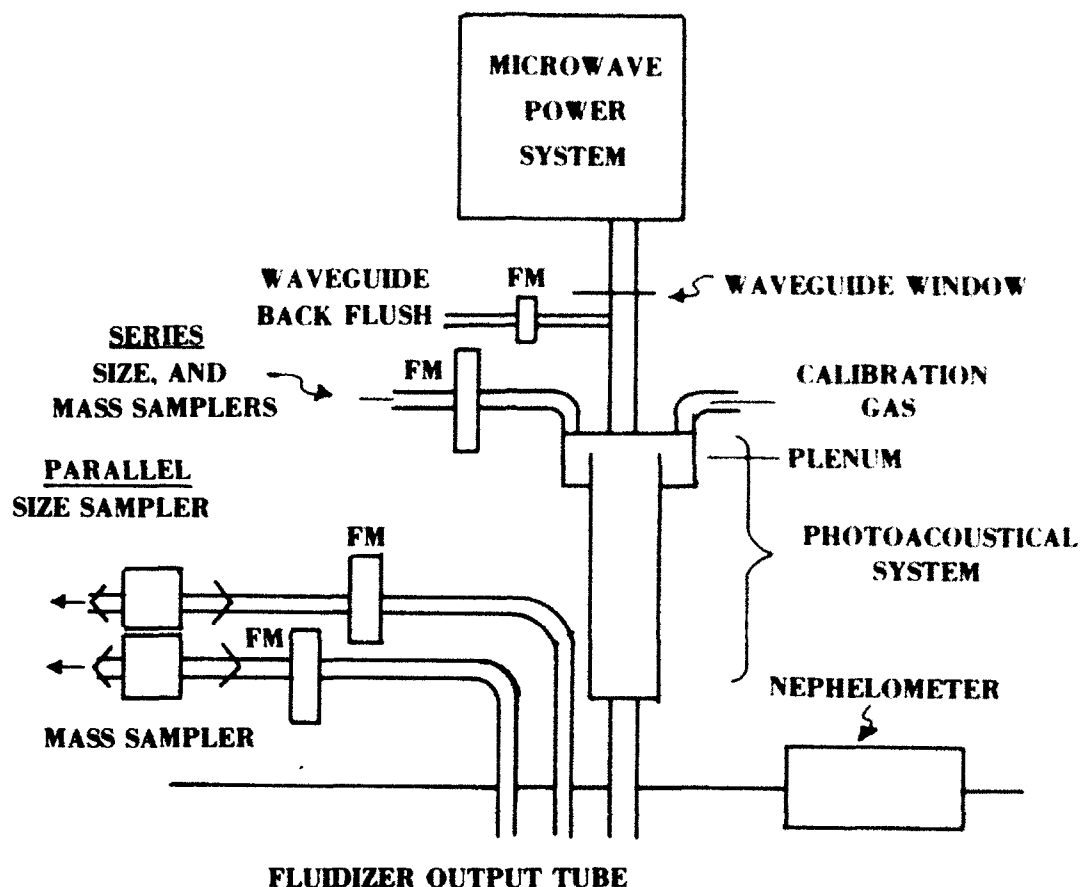 MICROWAVE
POWER
SYSTEM
WAVEGUIDE
BACK FLUSH
FM
WAVEGUIDE WINDOW
SERIES
SIZE, AND
MASS SAMPLERS
FM
CALIBRATION
GAS
PLENUM
PARALLEL
SIZE SAMPLER
FM
PHOTOACOUSTICAL
SYSTEM
FM
NEPHELOMETER
MASS SAMPLER
FLUIDIZER OUTPUT TUBE